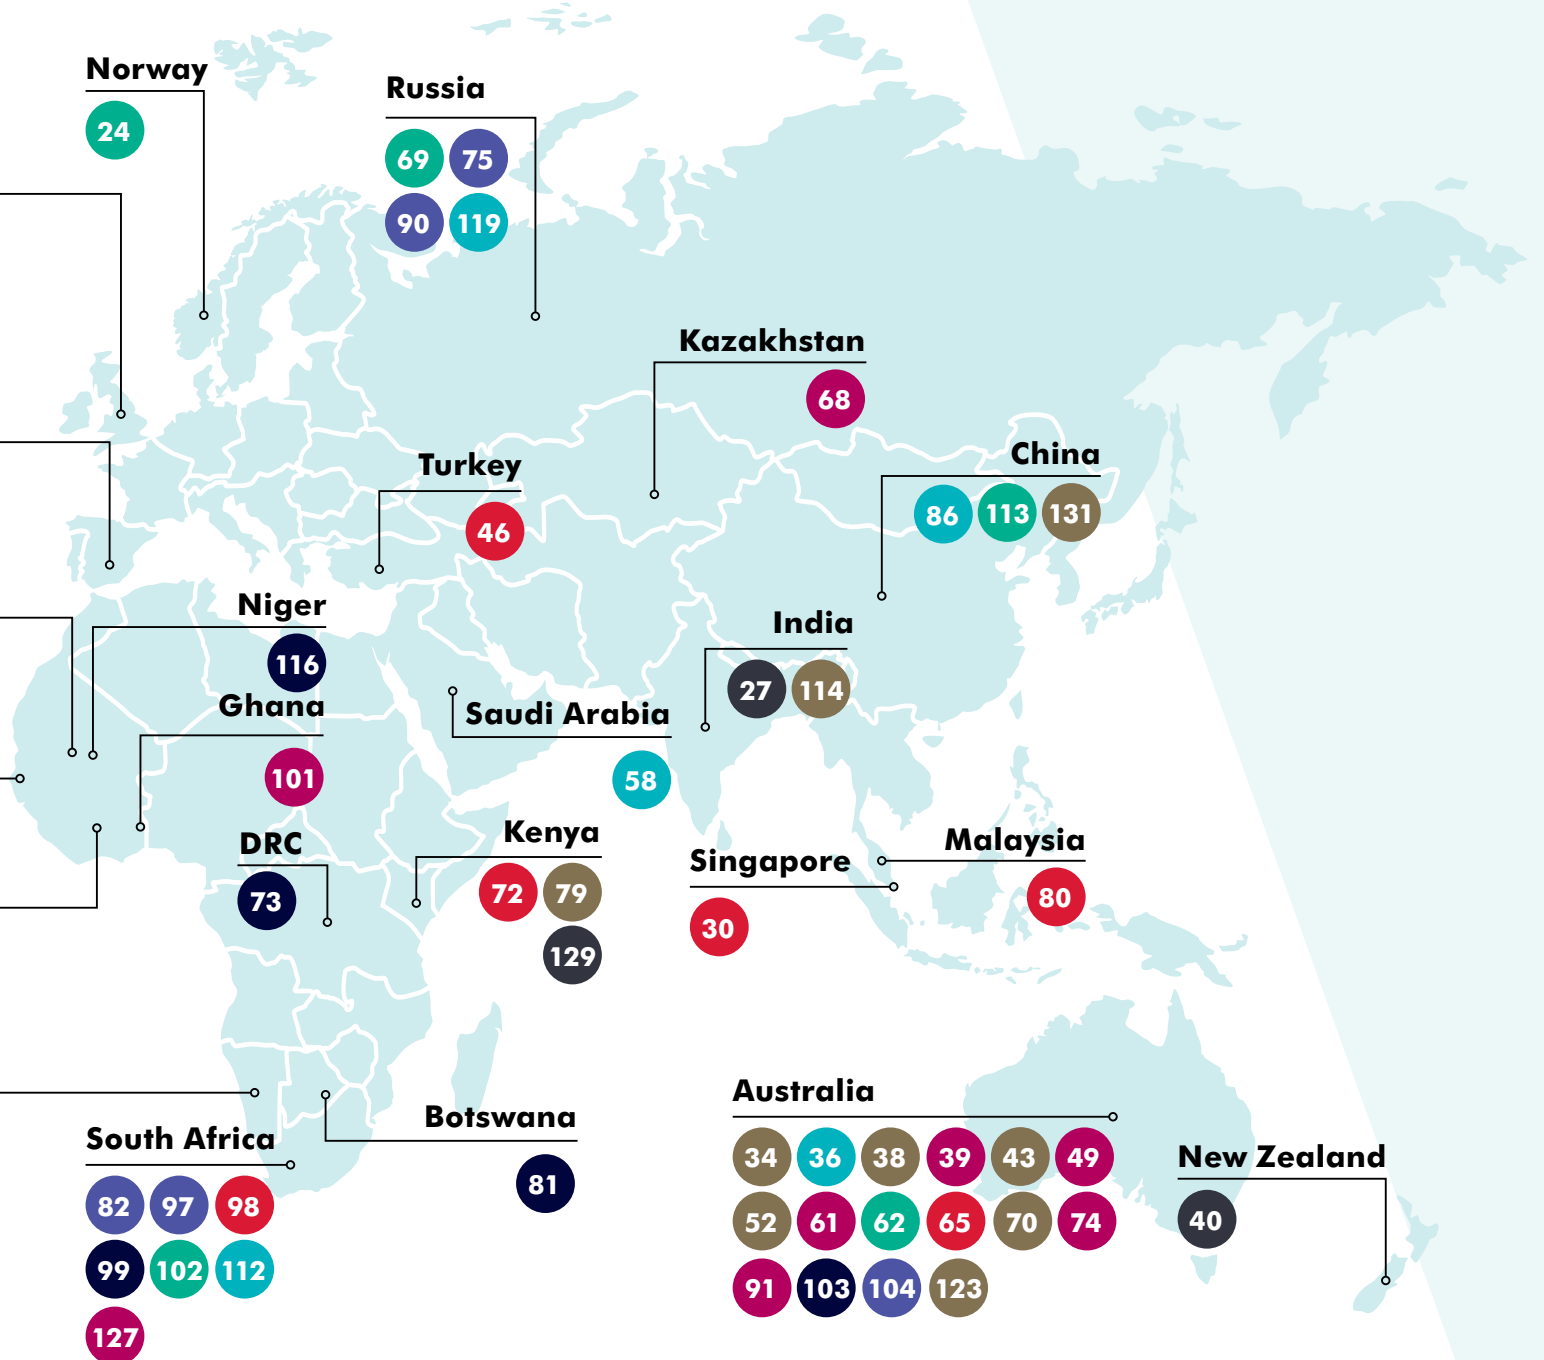 Norway
24
Russia
69 75
90 119
Kazakhstan
68
Turkey
46
China
86 113 131
Niger
116
India
27 114
Ghana
101
Saudi Arabia
58
DRC
73
Kenya
72 79
129
Singapore
30
Malaysia
80
Botswana
81
South Africa
82 97 98
99 102 112
127
Australia
34 36 38 39 43 49
52 61 62 65 70 74
91 103 104 123
New Zealand
40